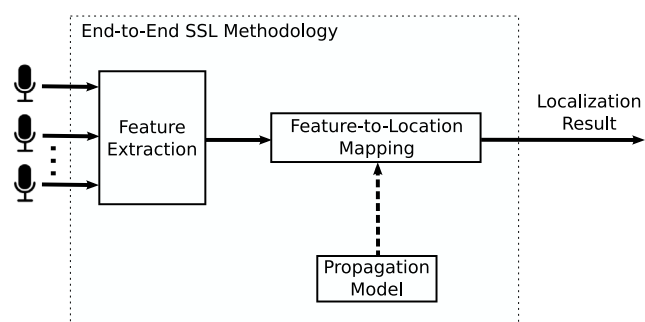 End-to-End SSL Methodology
Feature
Extraction
Feature-to-Location
Mapping
Localization
Result
Propagation
Model